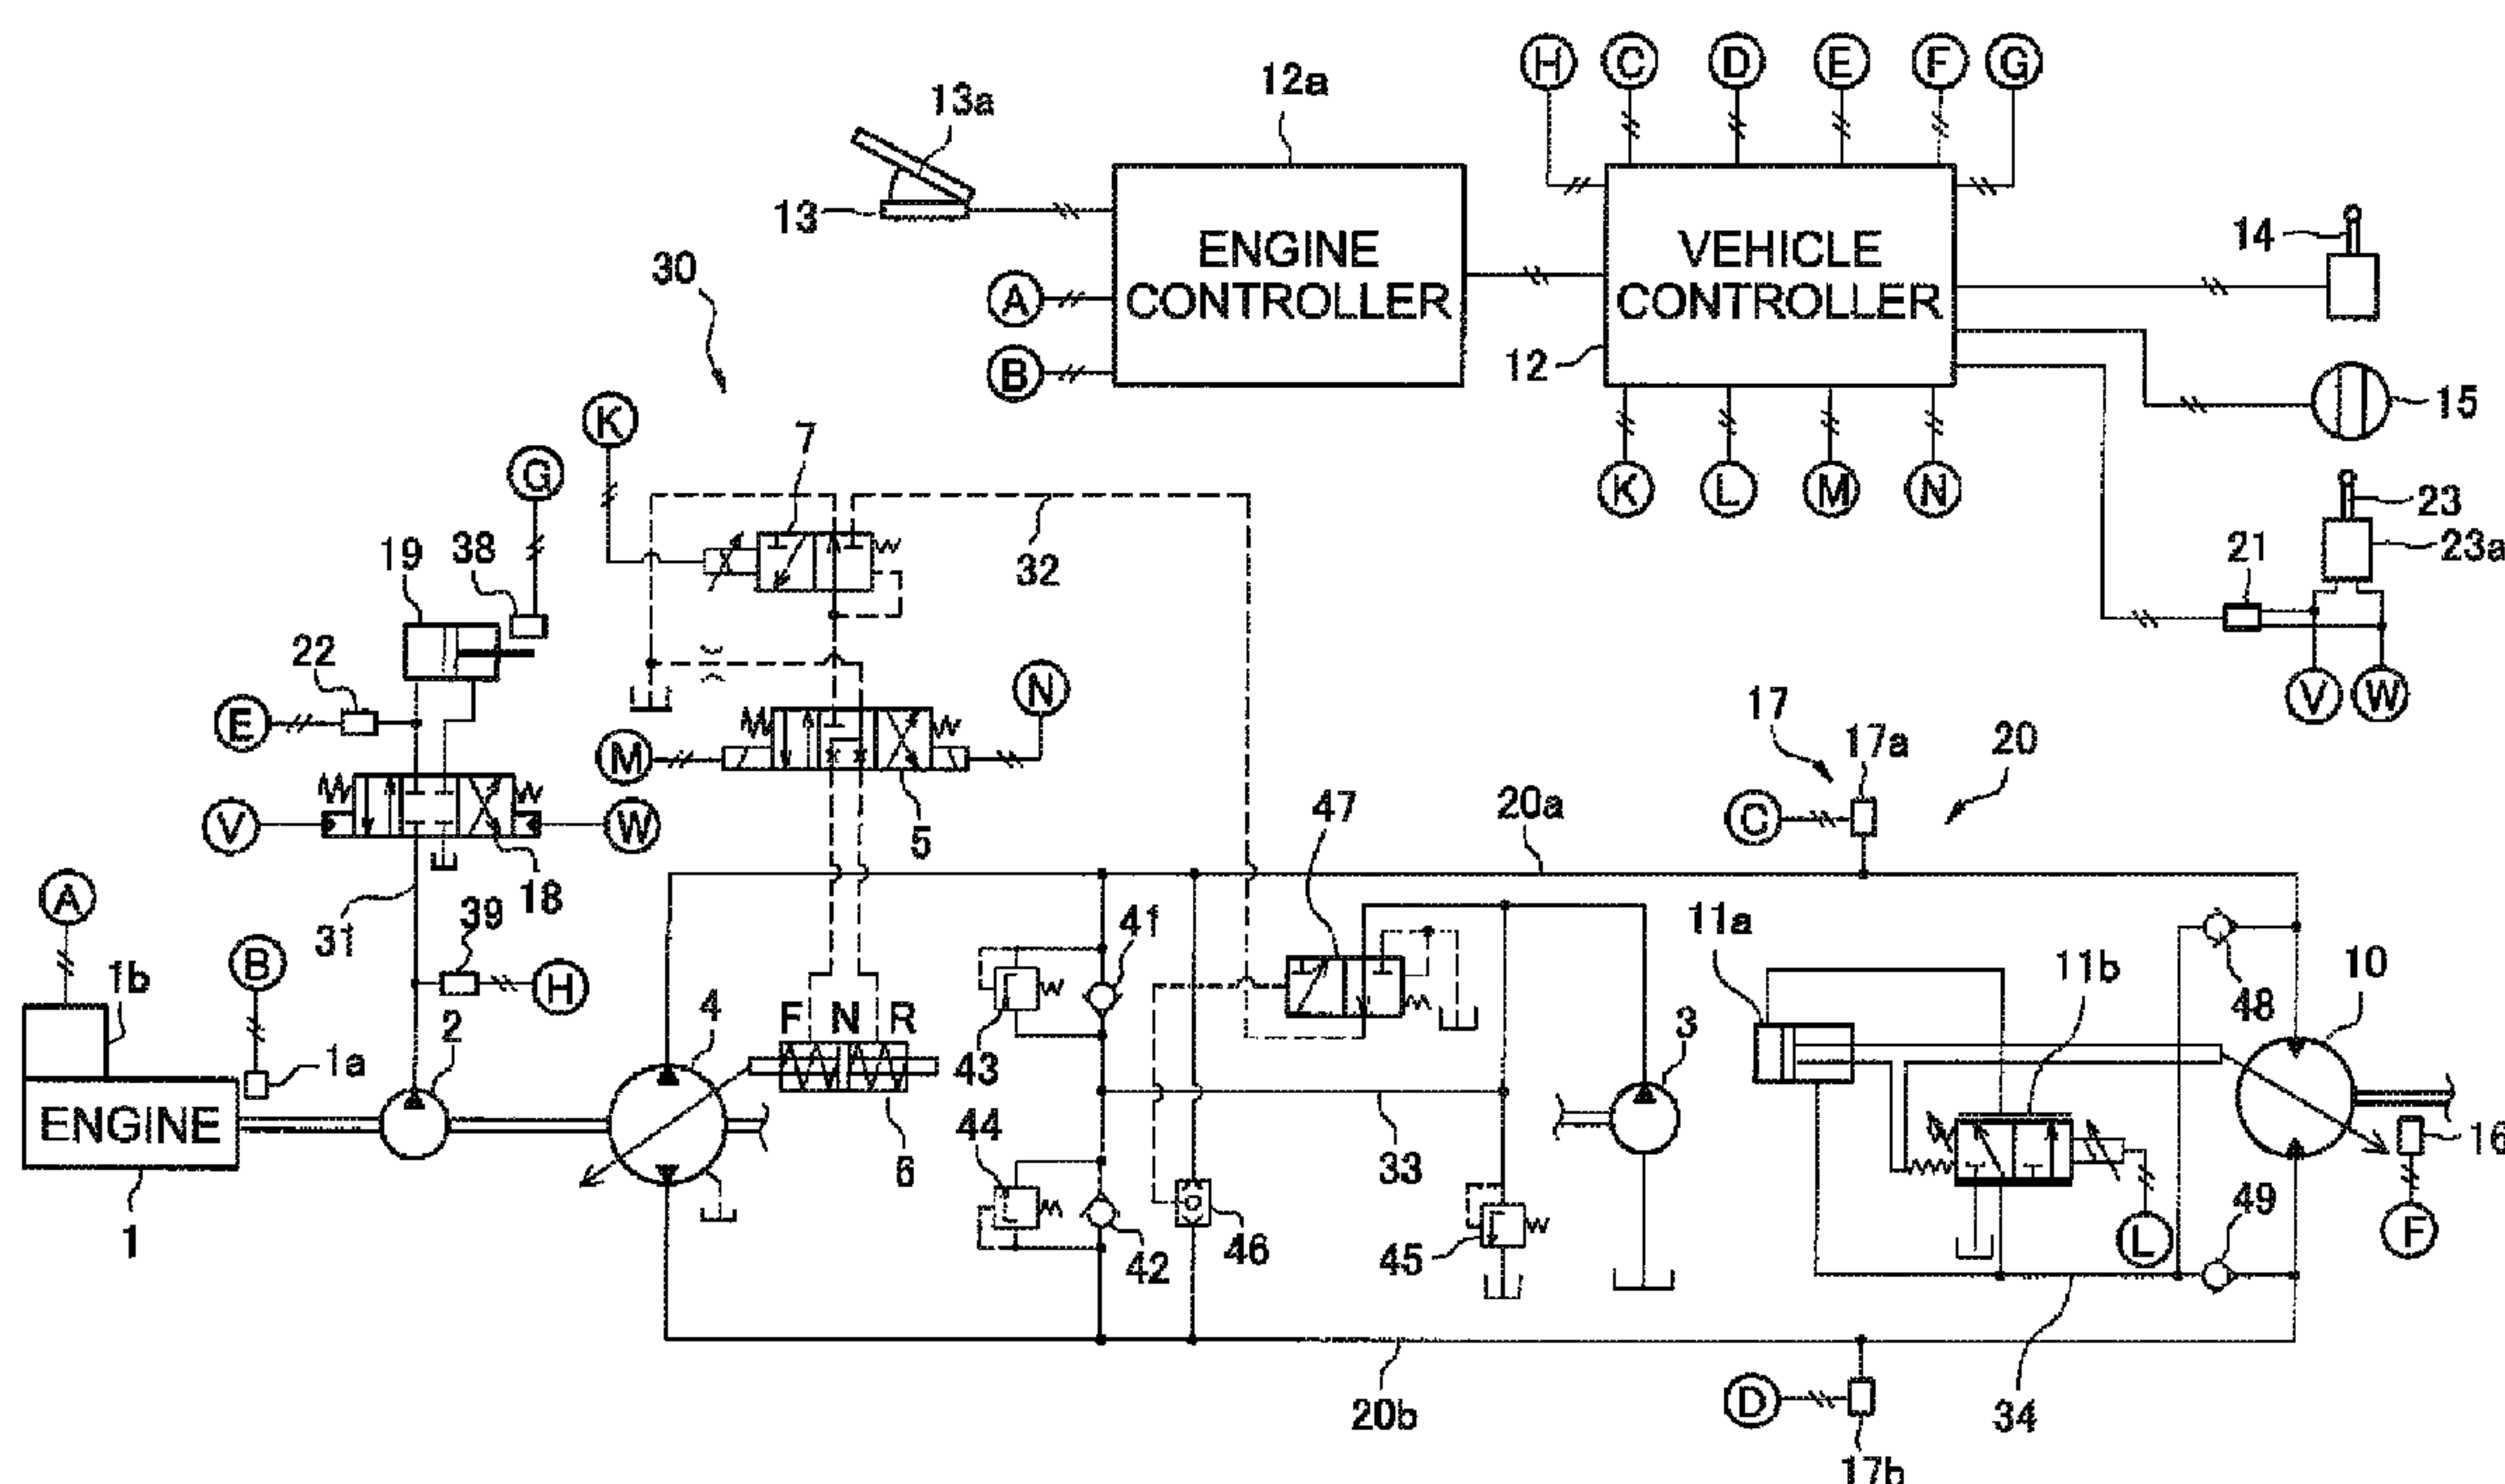 H C D E F G
12a
13a
13
ENGINE
CONTROLLER
VEHICLE
CONTROLLER
A
B
12
14
15
K L M N
30
K
7
G
32
23
23a
21
V W
19 38
22
E
N
M
5
17
17a
20
C
20a
47
V
W
18
31
39
H
A
1b
B
1a
2
4
F N R
6
41
43
44
42
46
33
45
3
11a
11b
48
10
16
49
L
F
ENGINE
1
20b
D
17b
34